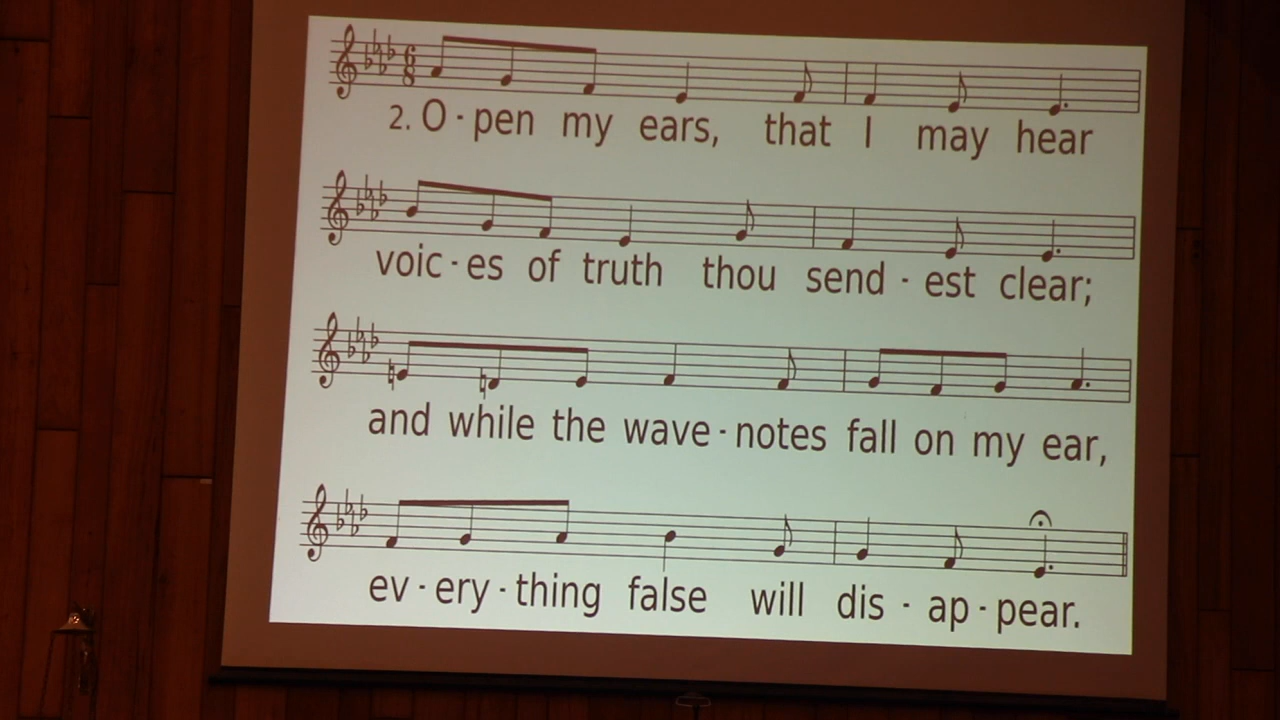 2. O - pen my ears, that I may hear
voic - es of truth thou send - est clear;
and while the wave - notes fall on my ear,
ev - ery - thing false will dis - ap - pear.